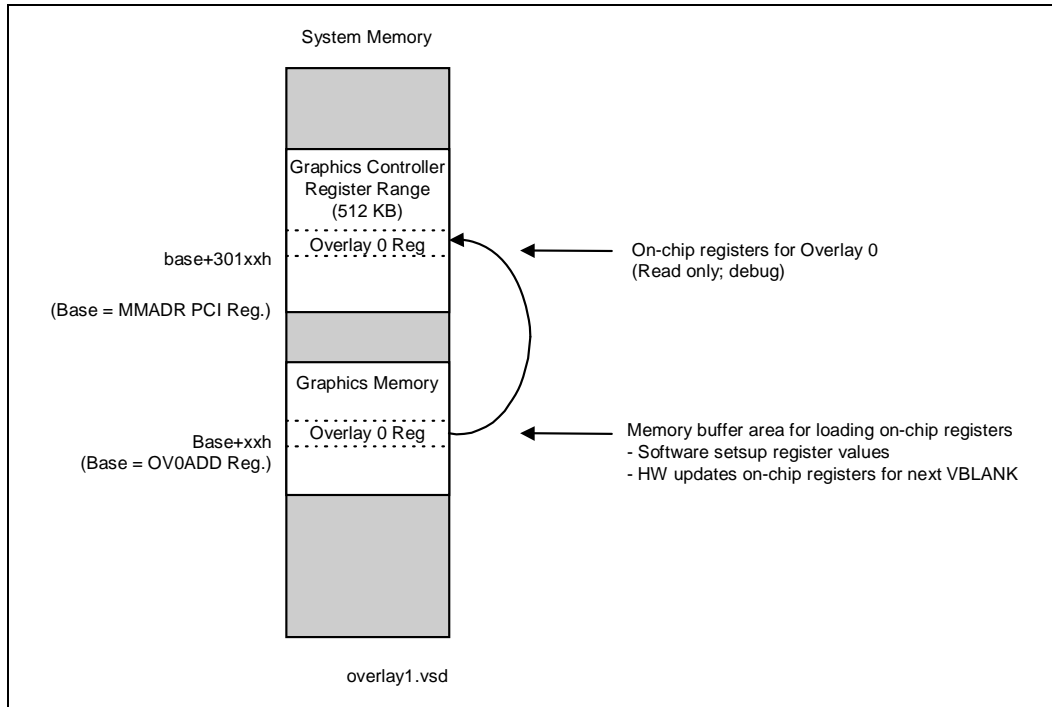 System Memory
Graphics Controller
Register Range
(512 KB)
Overlay 0 Reg
base+301xxh
(Base = MMADR PCI Reg.)
On-chip registers for Overlay 0
(Read only; debug)
Graphics Memory
Overlay 0 Reg
Base+xxh
(Base = OV0ADD Reg.)
Memory buffer area for loading on-chip registers
- Software setsup register values
- HW updates on-chip registers for next VBLANK
overlay1.vsd